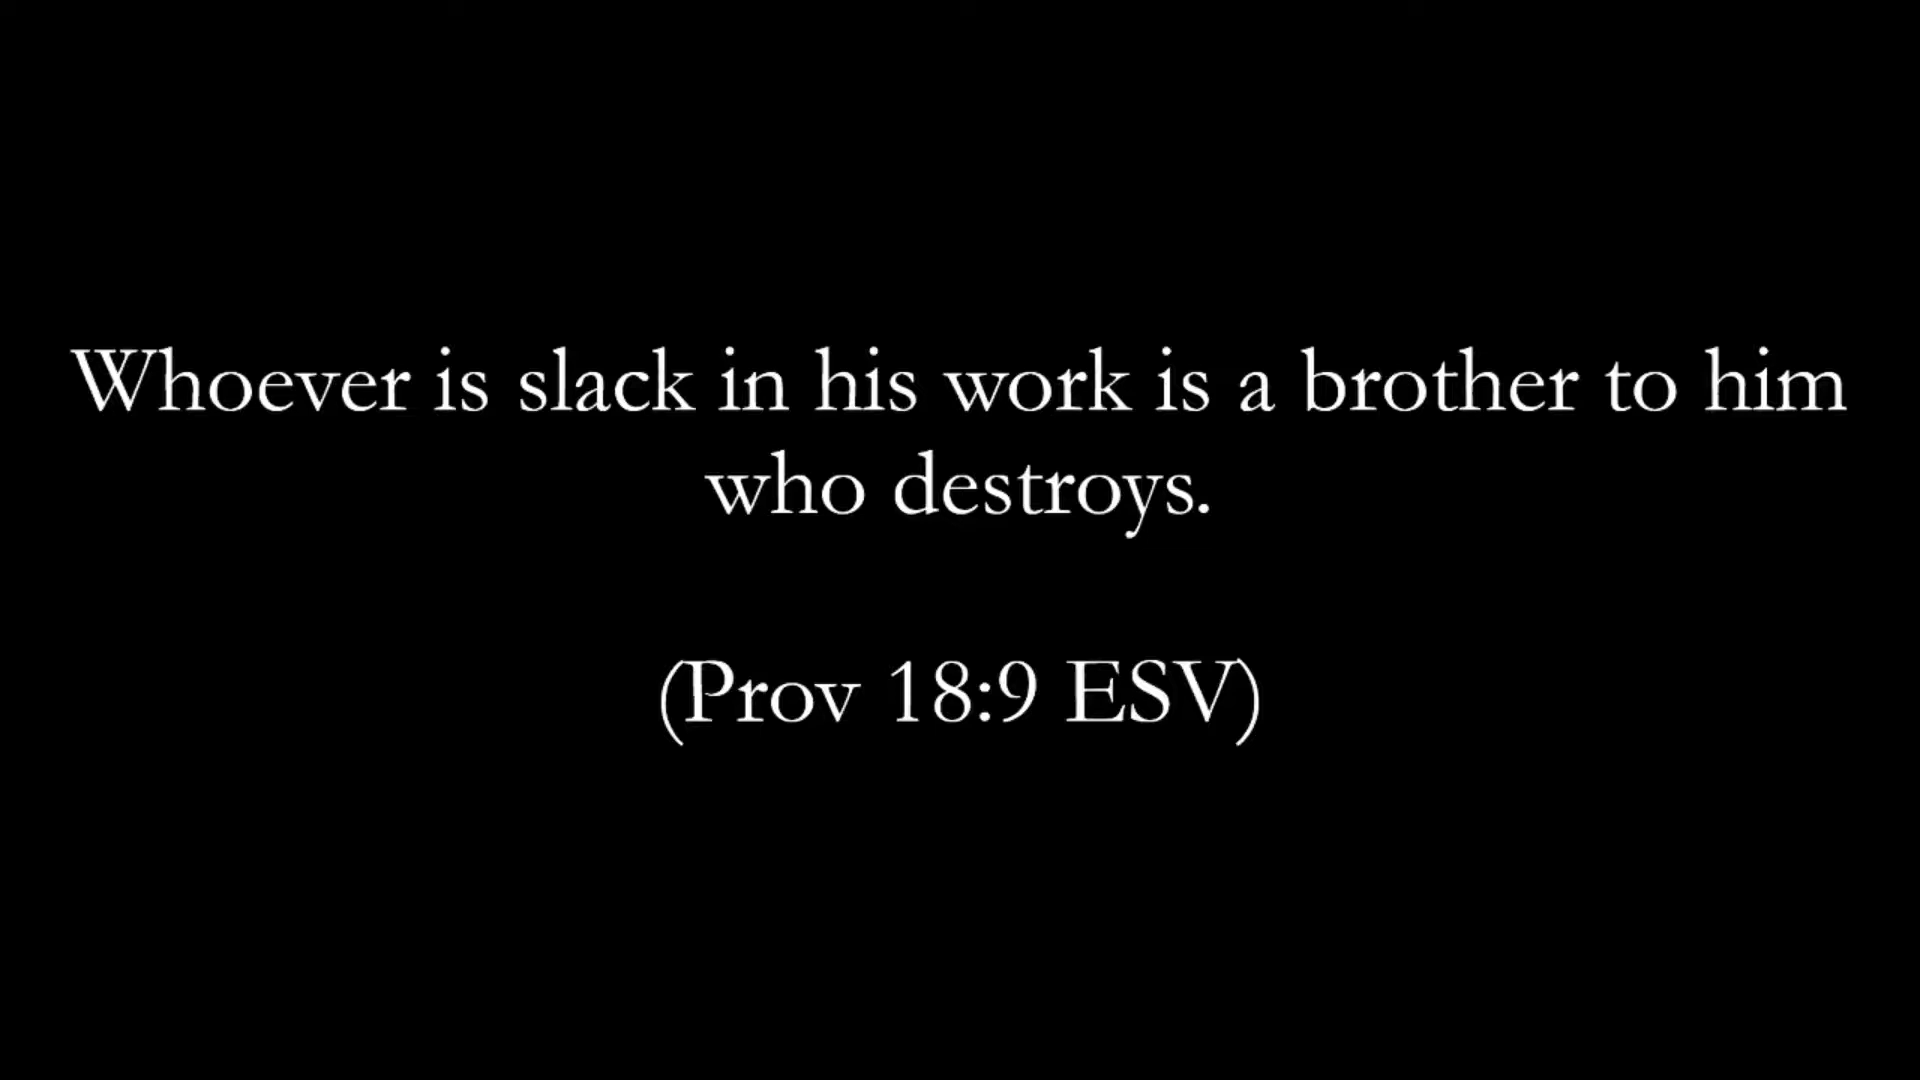 Whoever is slack in his work is a brother to him
who destroys.
(Prov 18:9 ESV)